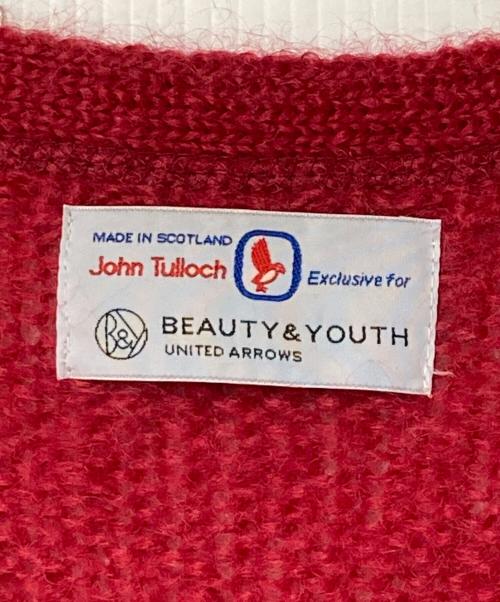 MADE IN SCOTLAND
John Tulloch
Exclusive for
B&Y
BEAUTY&YOUTH
UNITED ARROWS